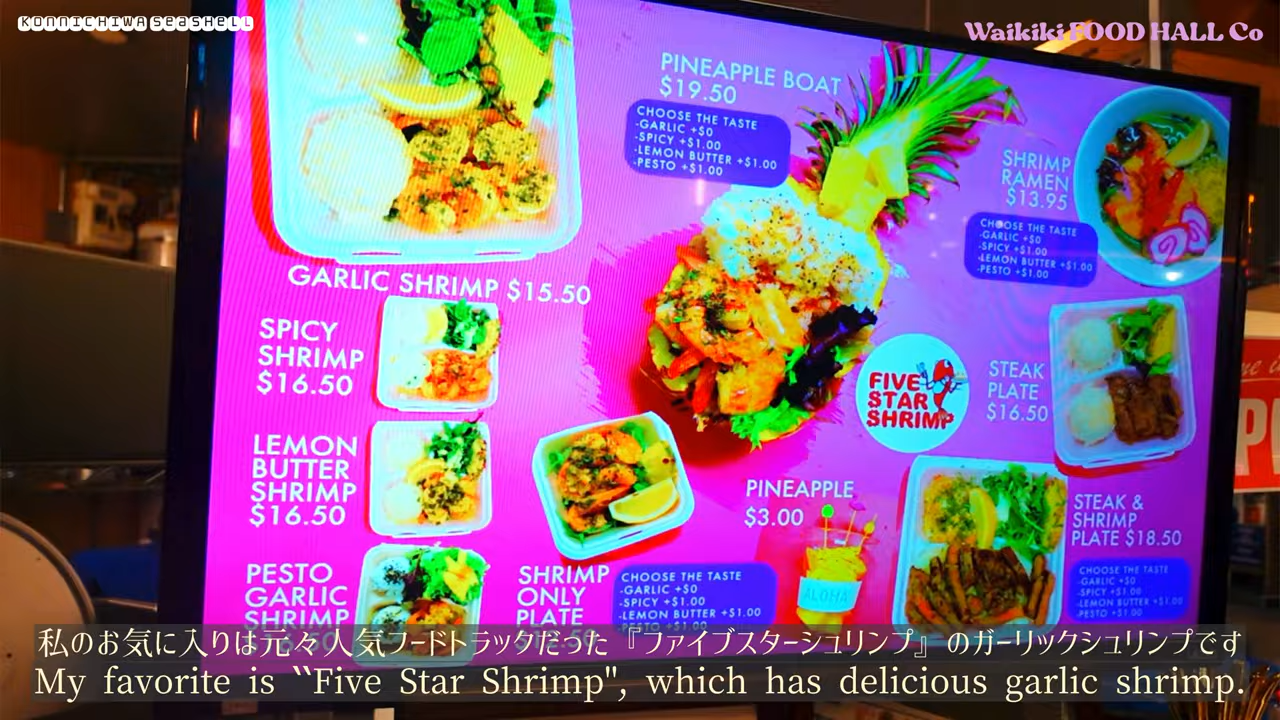 KONNICHIWA SEASHELL
Waikiki FOOD HALL Co
PINEAPPLE BOAT
$19.50
CHOOSE THE TASTE
-GARLIC +$0
-SPICY +$1.00
-LEMON BUTTER +$1.00
-PESTO +$1.00
SHRIMP
RAMEN
$13.95
CHOOSE THE TASTE
-GARLIC +$0
-SPICY +$1.00
-LEMON BUTTER +$1.00
-PESTO +$1.00
GARLIC SHRIMP $15.50
SPICY
SHRIMP
$16.50
FIVE
STAR
SHRIMP
STEAK
PLATE
$16.50
LEMON
BUTTER
SHRIMP
$16.50
PINEAPPLE
$3.00
ALOHA
STEAK &
SHRIMP
PLATE $18.50
PESTO
GARLIC
SHRIMP
SHRIMP
ONLY
PLATE
CHOOSE THE TASTE
-GARLIC +$0
-SPICY +$1.00
-LEMON BUTTER +$1.00
-PESTO +$1.00
CHOOSE THE TASTE
-GARLIC +$0
-SPICY +$1.00
-LEMON BUTTER +$1.00
-PESTO +$1.00
私のお気に入りは元々人気フードトラックだった『ファイブスターシュリンプ』のガーリックシュリンプです
My favorite is “Five Star Shrimp", which has delicious garlic shrimp.